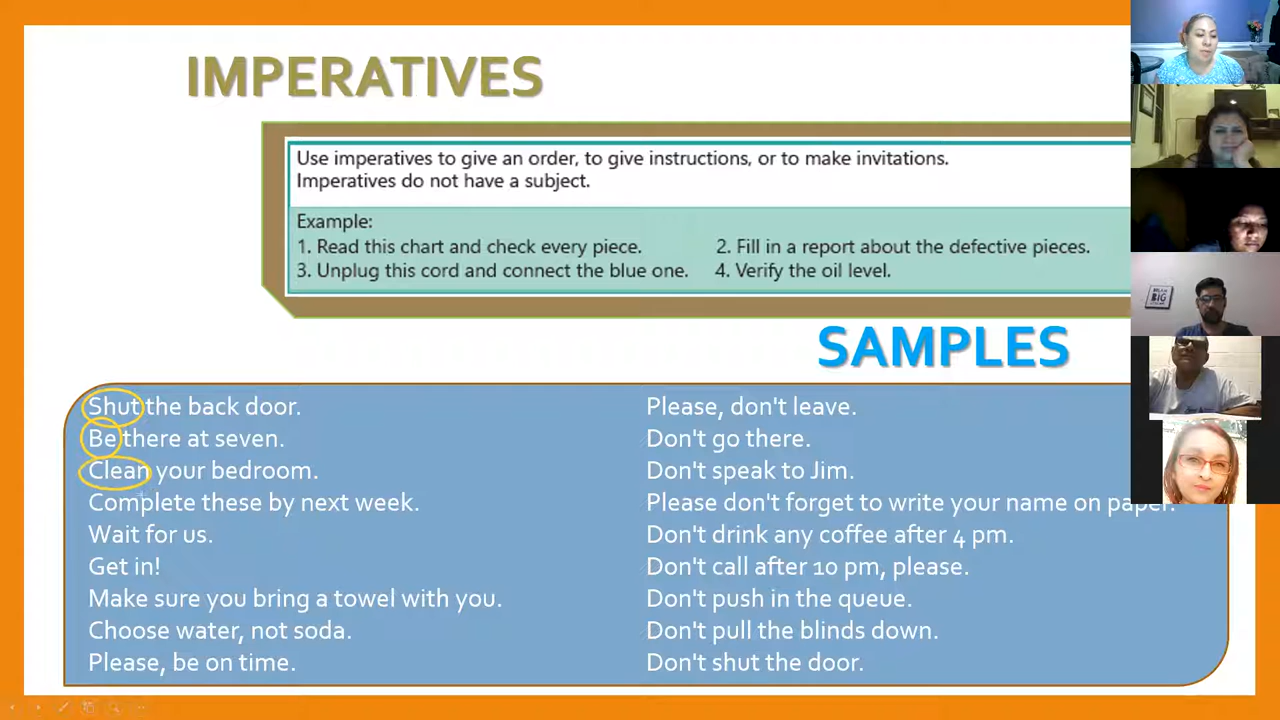 IMPERATIVES
Use imperatives to give an order, to give instructions, or to make invitations.
Imperatives do not have a subject.
Example:
1. Read this chart and check every piece.
2. Fill in a report about the defective pieces.
3. Unplug this cord and connect the blue one.
4. Verify the oil level.
SAMPLES
Shut the back door.
Be there at seven.
Clean your bedroom.
Complete these by next week.
Wait for us.
Get in!
Make sure you bring a towel with you.
Choose water, not soda.
Please, be on time.
Please, don't leave.
Don't go there.
Don't speak to Jim.
Please don't forget to write your name on paper.
Don't drink any coffee after 4 pm.
Don't call after 10 pm, please.
Don't push in the queue.
Don't pull the blinds down.
Don't shut the door.
BIG